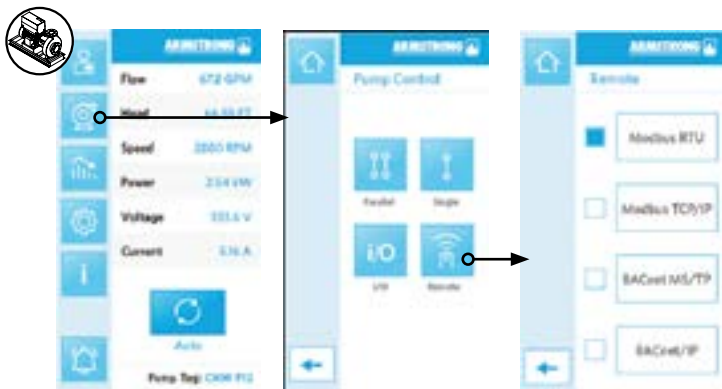 ARMSTRONG
Flow 672 GPM
Head
Speed RPM
Power kW
Voltage V
Current A
i
Auto
Pump Tag:
ARMSTRONG
Pump Control
Parallel Single
I/O
I/O Remote
ARMSTRONG
Remote
Modbus RTU
Modbus TCP/IP
BACnet MS/TP
BACnet/IP